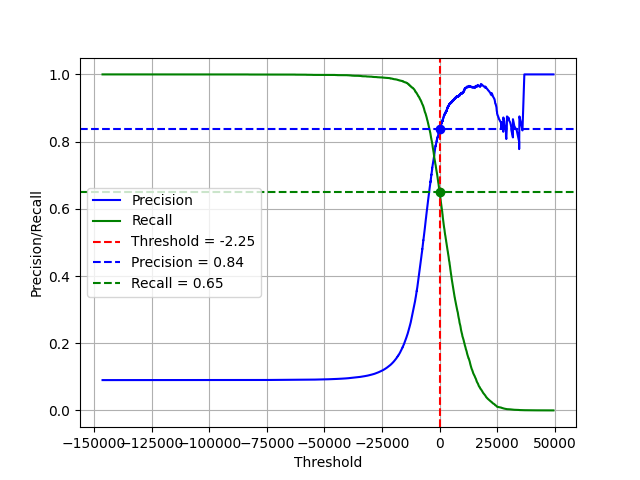 1.0
0.8
0.6
0.4
0.2
0.0
Precision/Recall
Precision
Recall
Threshold = -2.25
Precision = 0.84
Recall = 0.65
−150000 −125000 −100000 −75000 −50000 −25000 0 25000 50000
Threshold